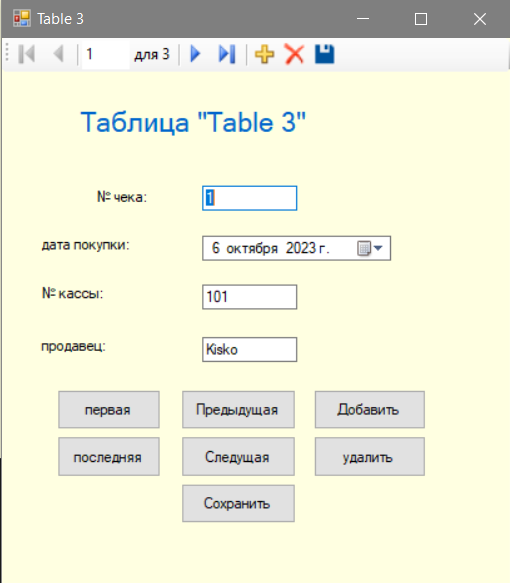 Table 3
1 для 3
Таблица "Table 3"
№ чека: 1
дата покупки: 6 октября 2023 г.
№ кассы: 101
продавец: Kisko
первая Предыдущая Добавить
последняя Следущая удалить
Сохранить